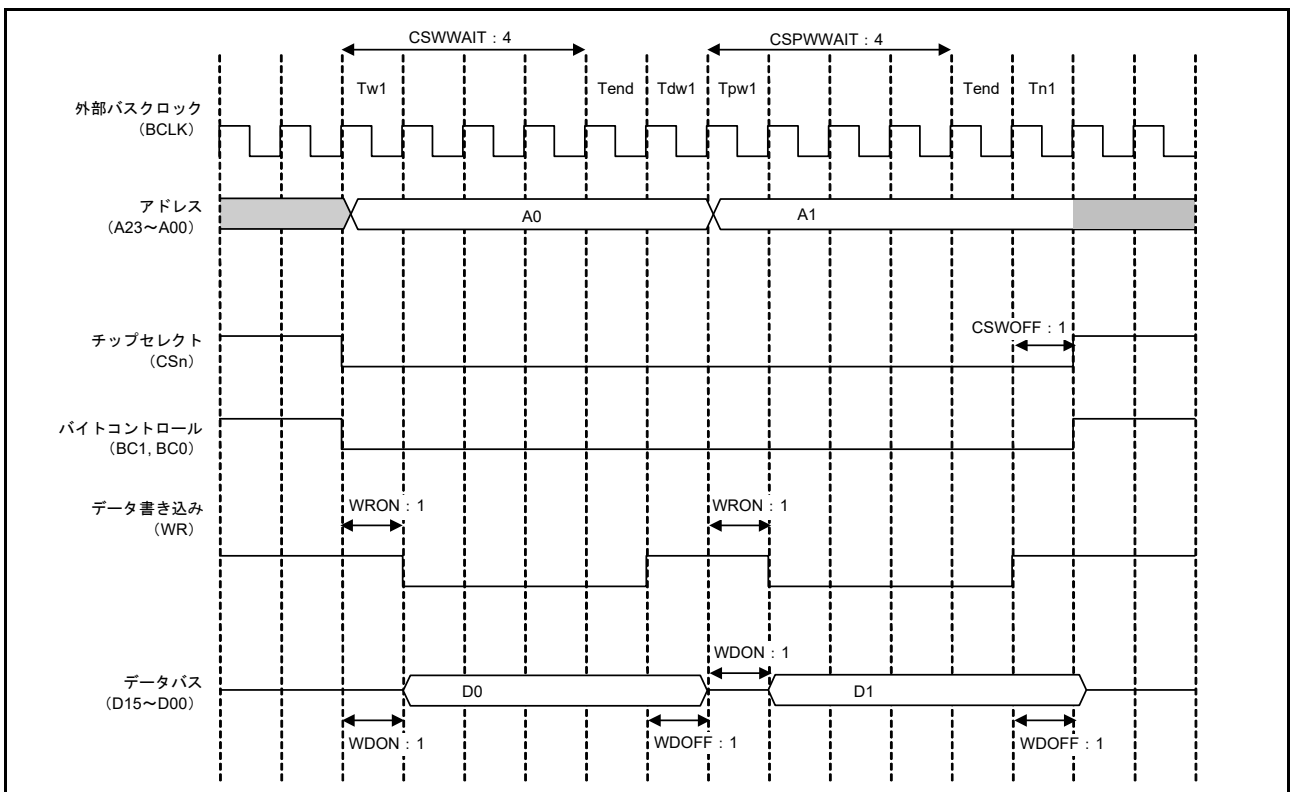 CSWWAIT：4
CSPWWAIT：4
Tw1
Tend
Tdw1
Tpw1
Tend
Tn1
外部バスクロック
（BCLK）
アドレス
（A23～A00）
A0
A1
チップセレクト
（CSn）
CSWOFF：1
バイトコントロール
（BC1, BC0）
データ書き込み
（WR）
WRON：1
WRON：1
データバス
（D15～D00）
WDON：1
D0
D1
WDON：1
WDOFF：1
WDOFF：1